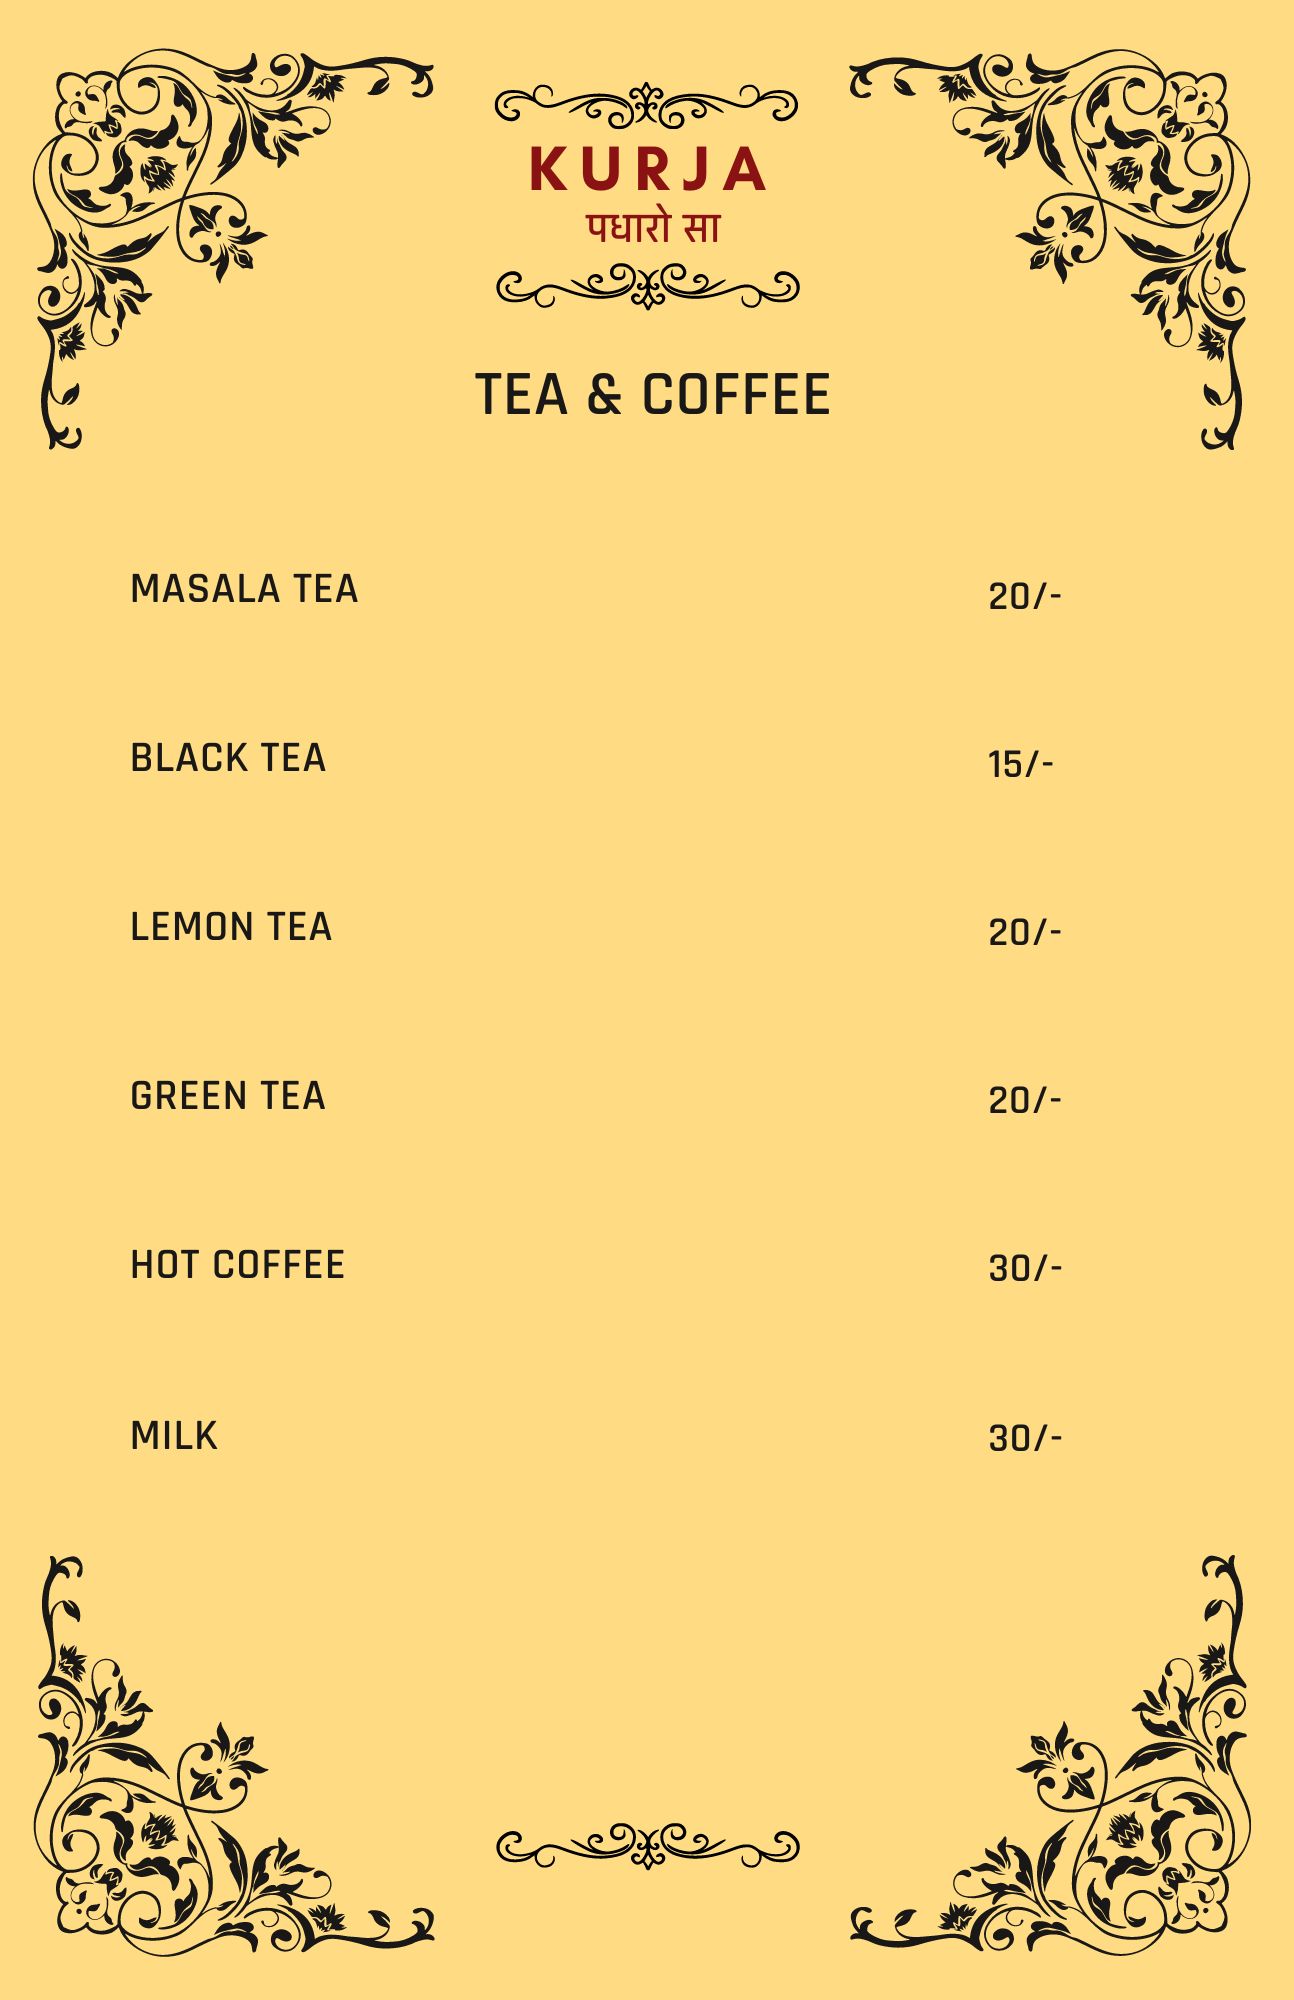 KURJA
पधारो सा
TEA & COFFEE
MASALA TEA 20/-
BLACK TEA 15/-
LEMON TEA 20/-
GREEN TEA 20/-
HOT COFFEE 30/-
MILK 30/-